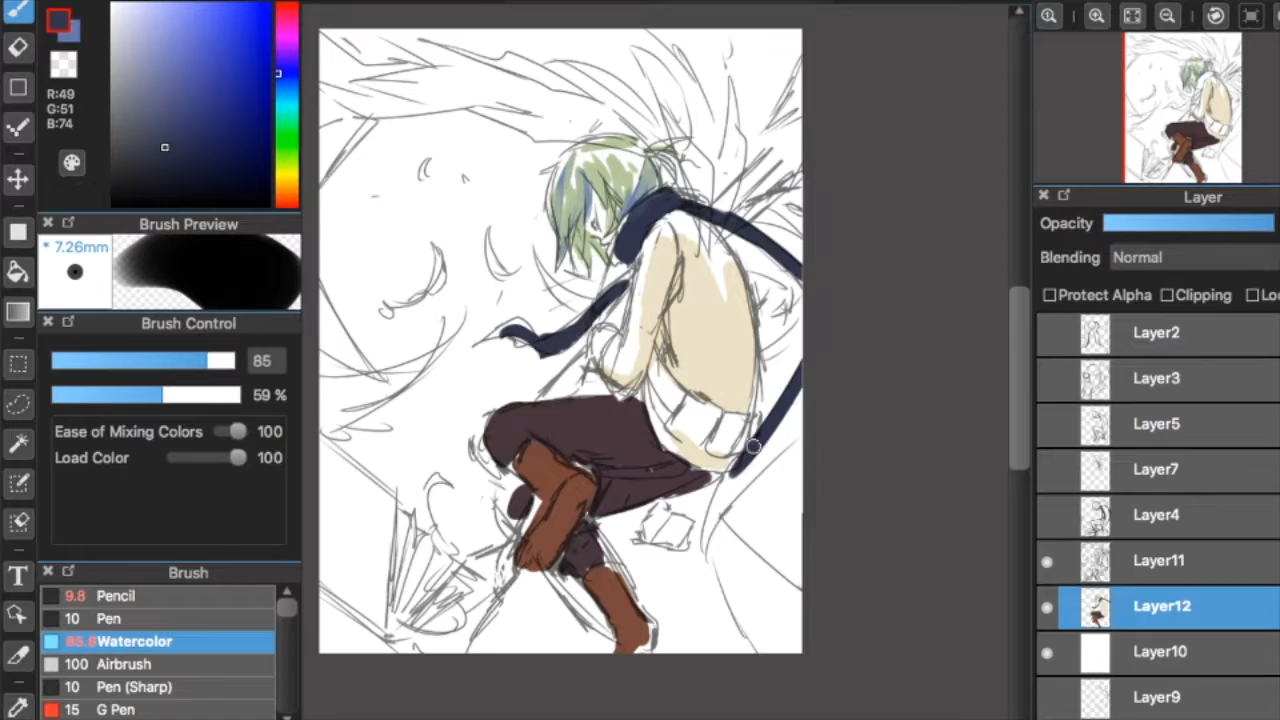 R:49
G:51
B:74
Brush Preview
* 7.26mm
Brush Control
85
59 %
Ease of Mixing Colors 100
Load Color 100
Brush
9.8 Pencil
10 Pen
Watercolor
100 Airbrush
10 Pen (Sharp)
15 G Pen
T
Layer
Opacity
Blending Normal
Protect Alpha Clipping Lo
Layer2
Layer3
Layer5
Layer7
Layer4
Layer11
Layer12
Layer10
Layer9